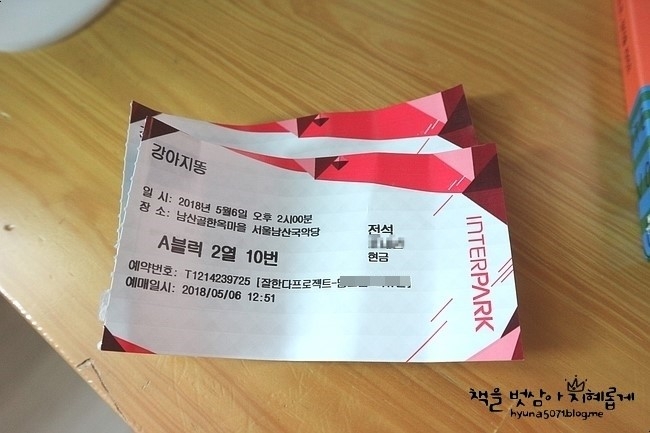 강아지똥
일 시: 2018년 5월6일 오후 2시00분
장 소: 남산골한옥마을 서울남산국악당
전석
A블럭 2열 10번
현금
예약번호: T1214239725 [잘한다프로젝트-
예매일시: 2018/05/06 12:51
INTERPARK
책을 벗삼아 지혜롭게
hyuna5071blog.me